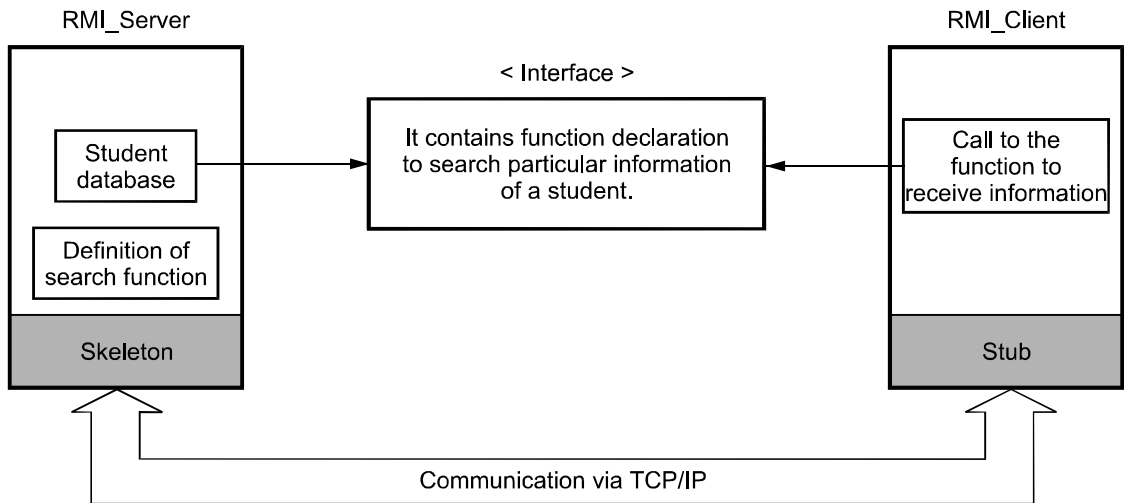 RMI_Server
RMI_Client
< Interface >
It contains function declaration
to search particular information
of a student.
Student
database
Call to the
function to
receive information
Definition of
search function
Skeleton
Stub
Communication via TCP/IP